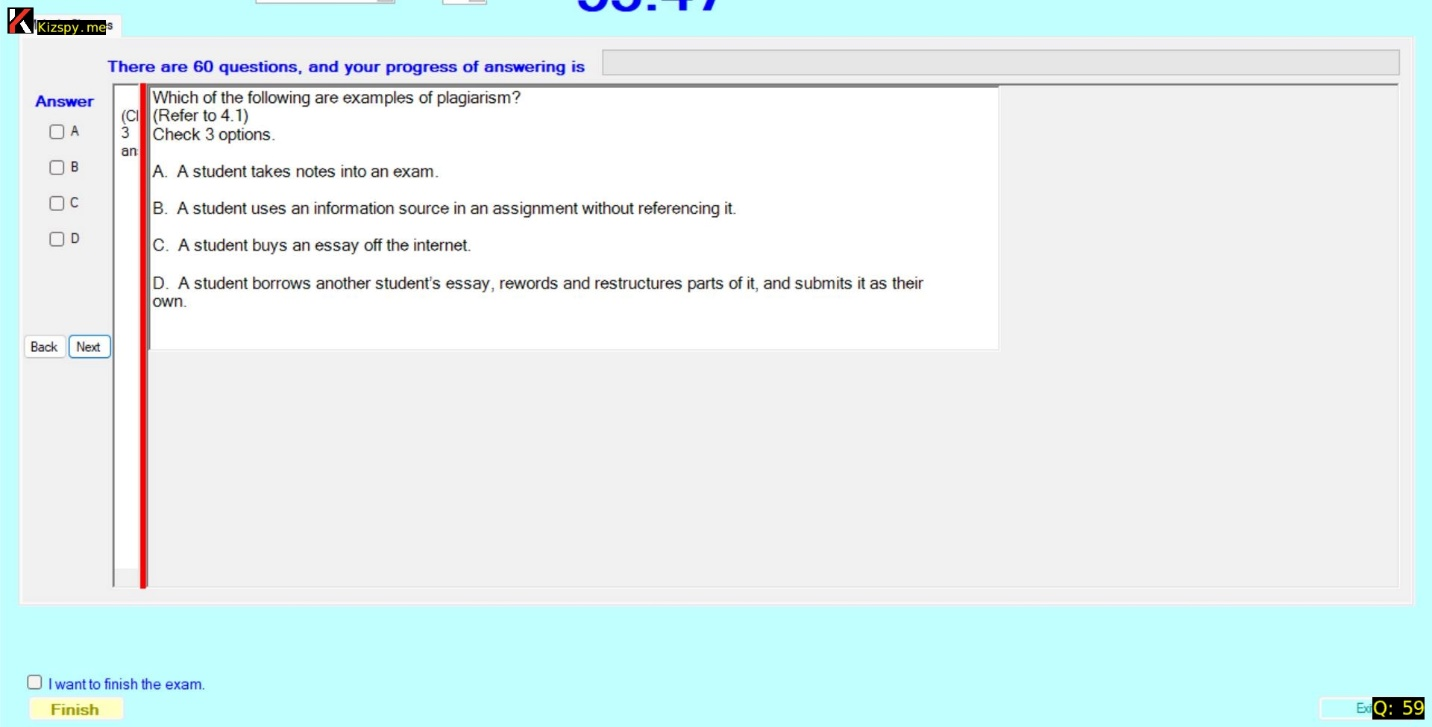 Kizspy.me
There are 60 questions, and your progress of answering is
Answer
A
B
C
D
Back Next
3
Which of the following are examples of plagiarism?
(Refer to 4.1)
Check 3 options.
A. A student takes notes into an exam.
B. A student uses an information source in an assignment without referencing it.
C. A student buys an essay off the internet.
D. A student borrows another student's essay, rewords and restructures parts of it, and submits it as their
own.
I want to finish the exam.
Finish
Q: 59